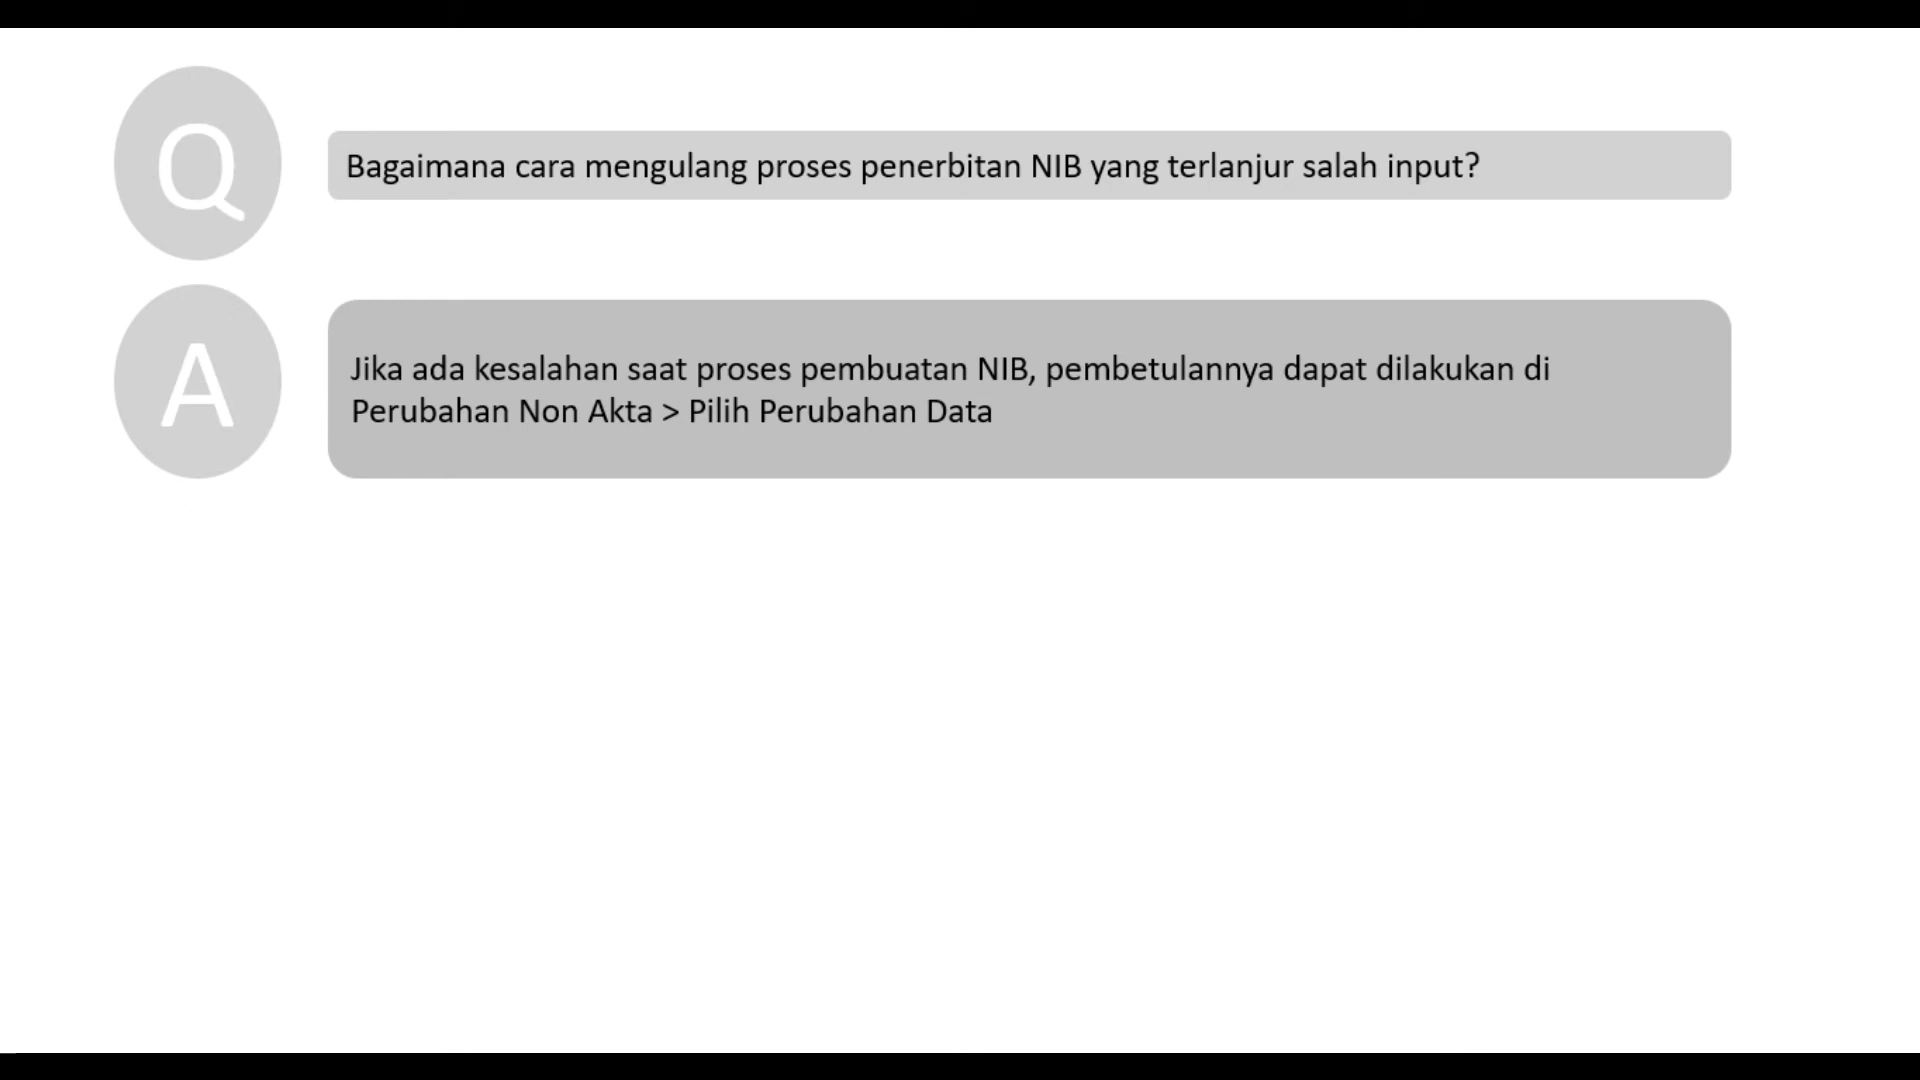 Q
Bagaimana cara mengulang proses penerbitan NIB yang terlanjur salah input?
A
Jika ada kesalahan saat proses pembuatan NIB, pembetulannya dapat dilakukan di
Perubahan Non Akta > Pilih Perubahan Data